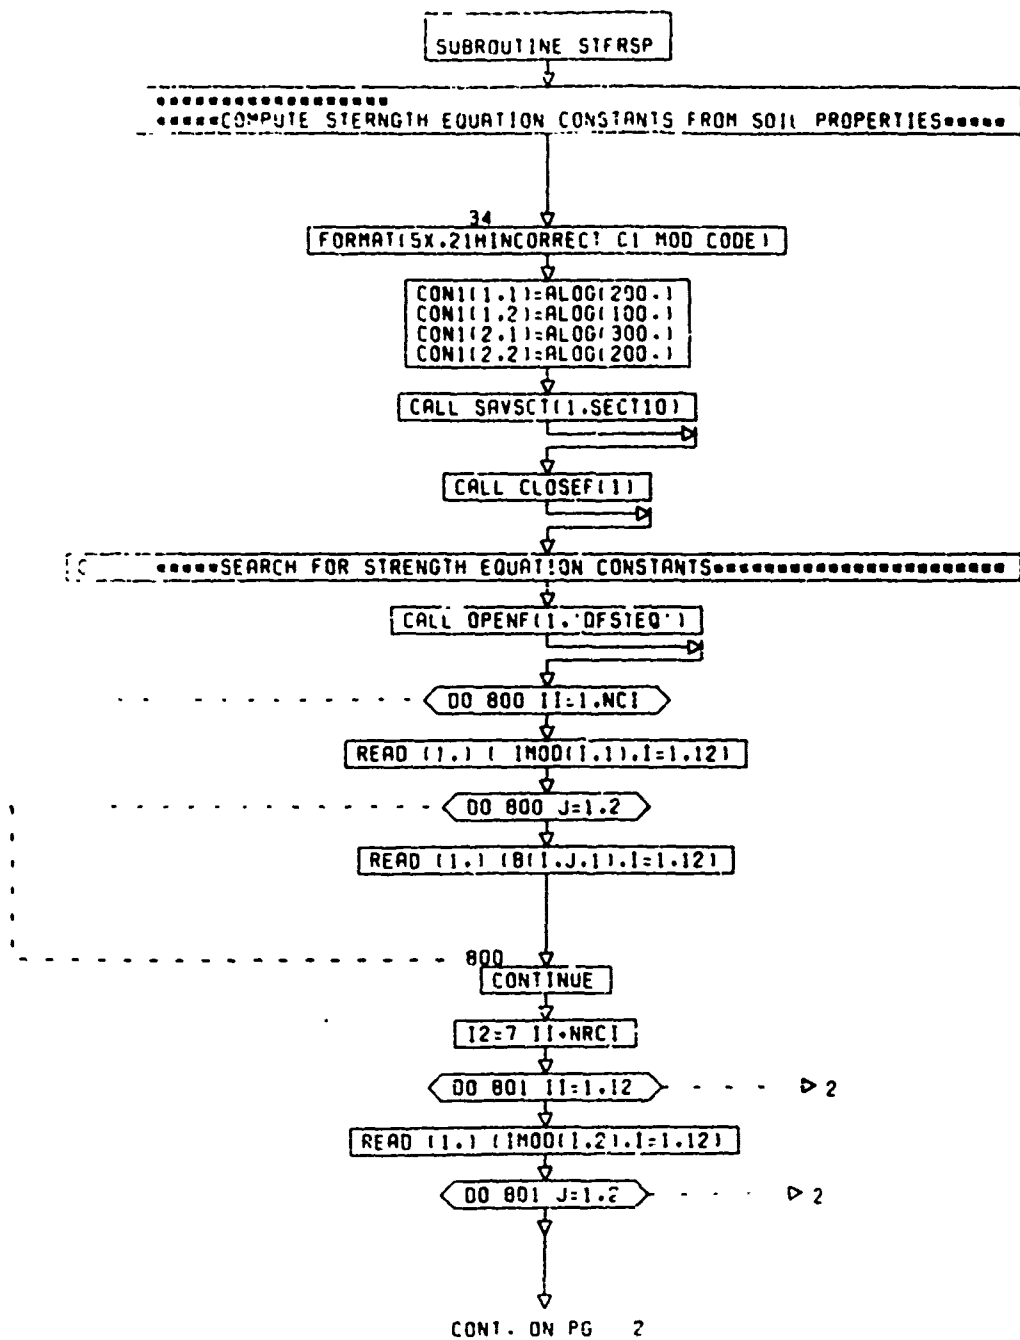 SUBROUTINE STFRSP
*****************
*****COMPUTE STERNGTH EQUATION CONSTANTS FROM SOIL PROPERTIES*****
34
FORMAT(5X.21HINCORRECT CI MOD CODE)
CON1(1.1)=ALOG(200.)
CON1(1.2)=ALOG(100.)
CON1(2.1)=ALOG(300.)
CON1(2.2)=ALOG(200.)
CALL SAVSCT(1.SECTIO)
CALL CLOSEF(1)
C *****SEARCH FOR STRENGTH EQUATION CONSTANTS***********************
CALL OPENF(1.'DFSTEQ')
DO 800 II=1.NCI
READ (1.) ( IMOD(I.1).I=1.12)
DO 800 J=1.2
READ (1.) (B(I.J.1).I=1.12)
800
CONTINUE
I2=7 II+NRCI
DO 801 II=1.I2 2
READ (1.) (IMOD(I.2).I=1.12)
DO 801 J=1.2 2
CONT. ON PG 2